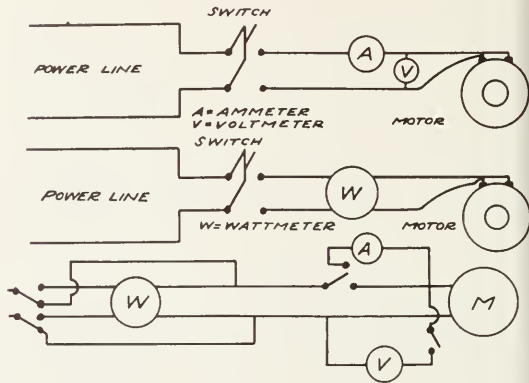 SWITCH
POWER LINE
A
V
A=AMMETER
V=VOLTMETER
MOTOR
SWITCH
POWER LINE
W
W=WATTMETER
MOTOR
A
W
M
V